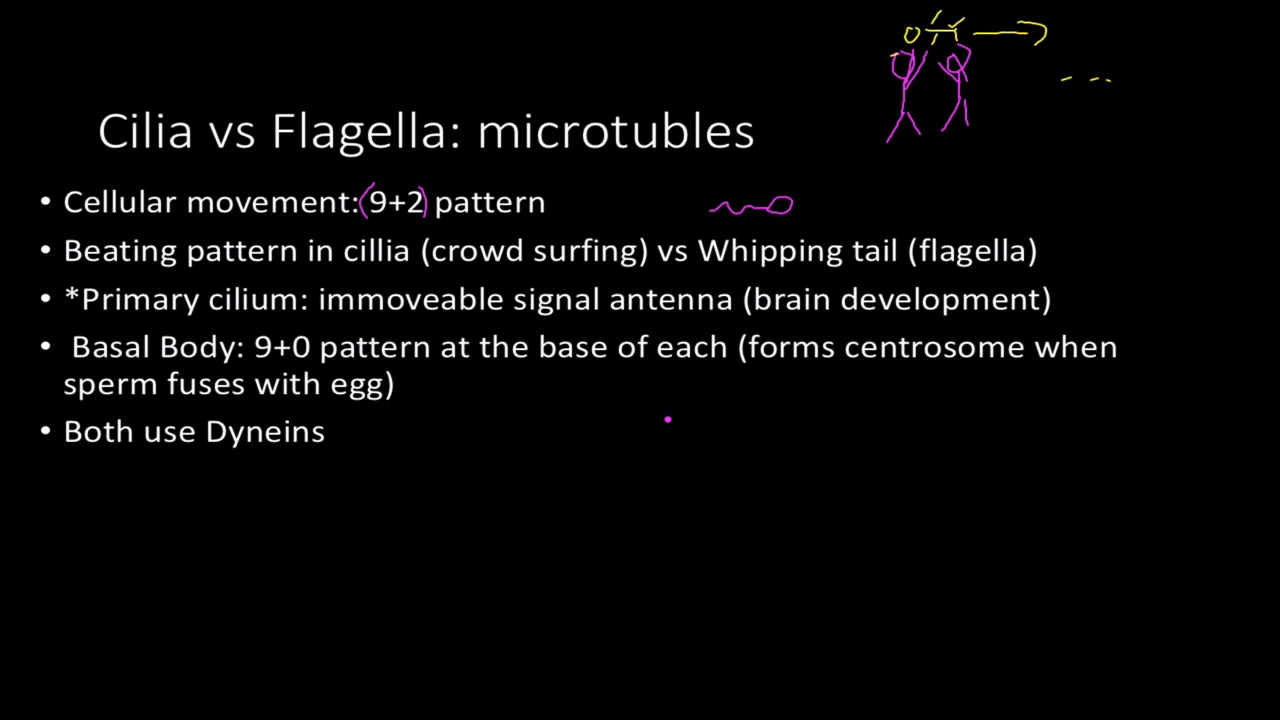 Cilia vs Flagella: microtubles
• Cellular movement: (9+2) pattern
• Beating pattern in cillia (crowd surfing) vs Whipping tail (flagella)
• *Primary cilium: immoveable signal antenna (brain development)
• Basal Body: 9+0 pattern at the base of each (forms centrosome when
sperm fuses with egg)
• Both use Dyneins